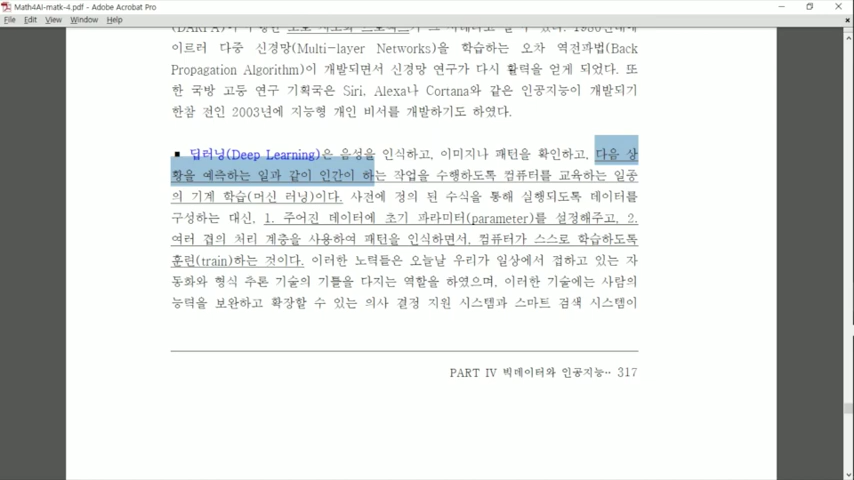 Math4AI-matk-4.pdf - Adobe Acrobat Pro
File Edit View Window Help
이르러 다중 신경망(Multi-layer Networks)을 학습하는 오차 역전파법(Back
Propagation Algorithm)이 개발되면서 신경망 연구가 다시 활력을 얻게 되었다. 또
한 국방 고등 연구 기획국은 Siri, Alexa나 Cortana와 같은 인공지능이 개발되기
한참 전인 2003년에 지능형 개인 비서를 개발하기도 하였다.
■ 딥러닝(Deep Learning)은 음성을 인식하고, 이미지나 패턴을 확인하고, 다음 상
황을 예측하는 일과 같이 인간이 하는 작업을 수행하도록 컴퓨터를 교육하는 일종
의 기계 학습(머신 러닝)이다. 사전에 정의 된 수식을 통해 실행되도록 데이터를
구성하는 대신, 1. 주어진 데이터에 초기 파라미터(parameter)를 설정해주고, 2.
여러 겹의 처리 계층을 사용하여 패턴을 인식하면서, 컴퓨터가 스스로 학습하도록
훈련(train)하는 것이다. 이러한 노력들은 오늘날 우리가 일상에서 접하고 있는 자
동화와 형식 추론 기술의 기틀을 다지는 역할을 하였으며, 이러한 기술에는 사람의
능력을 보완하고 확장할 수 있는 의사 결정 지원 시스템과 스마트 검색 시스템이
PART IV 빅데이터와 인공지능·· 317